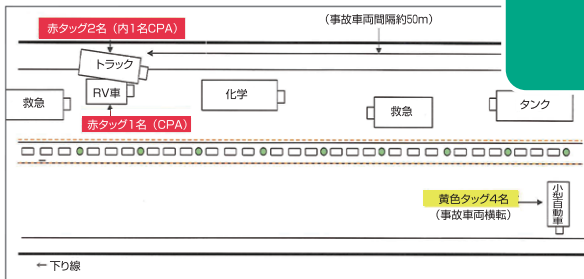 赤タッグ2名（内1名CPA）
（事故車両間隔約50m）
トラック
RV車
救急
化学
救急
タンク
赤タッグ1名（CPA）
黄色タッグ4名
（事故車両横転）
小型自動車
←下り線